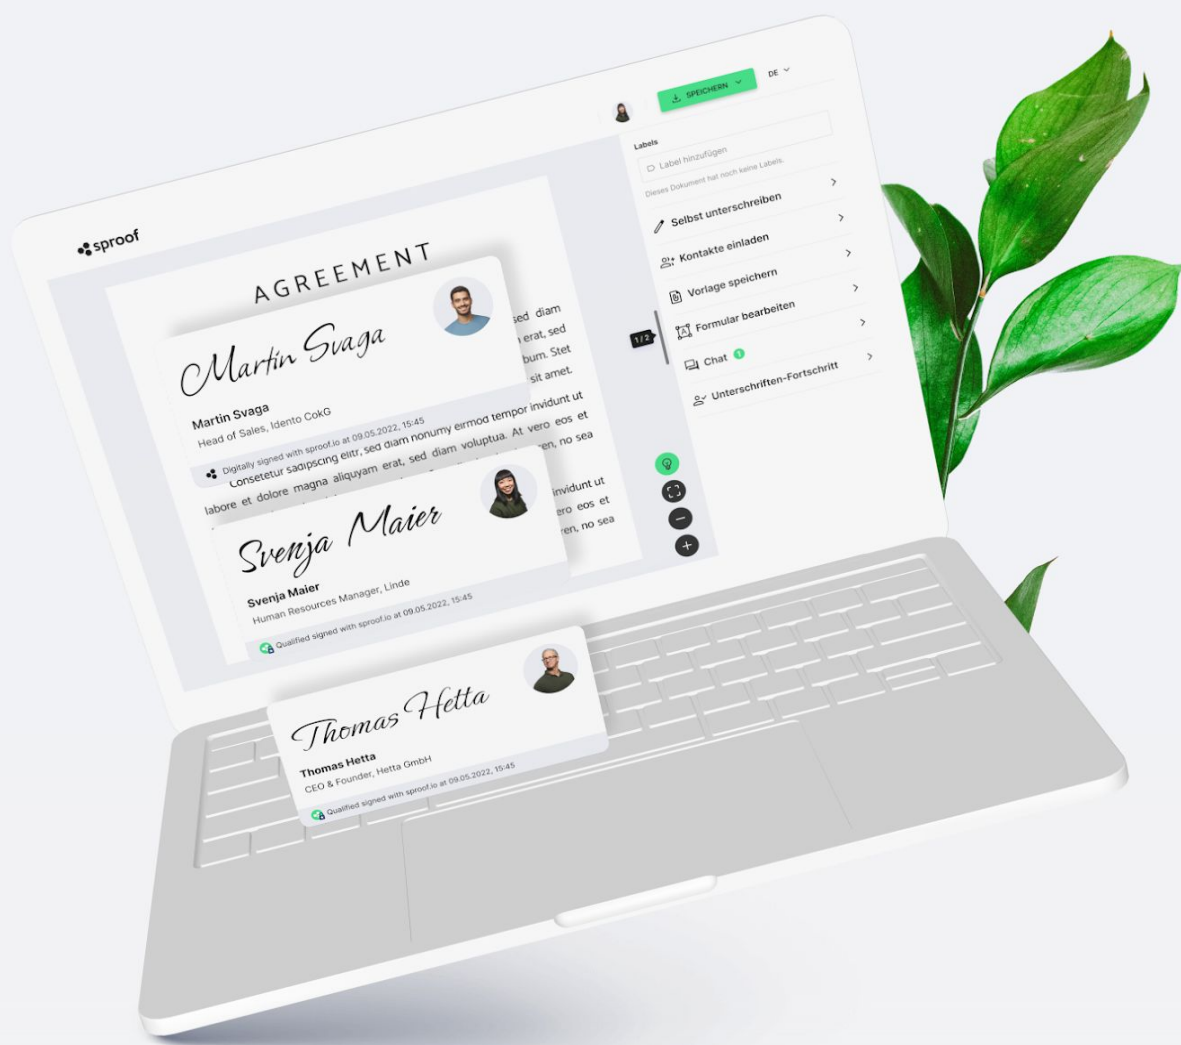 sproof
SPEICHERN
DE
AGREEMENT
Martin Svaga
Martin Svaga
Head of Sales, Idento CokG
Digitally signed with sproof.io at 09.05.2022, 15:45
sed diam
erat, sed
bum. Stet
sit amet.
Consetetur sadipscing elitr, sed diam nonumy eirmod tempor invidunt ut
labore et dolore magna aliquyam erat, sed diam voluptua. At vero eos et
ren, no sea
Svenja Maier
Svenja Maier
Human Resources Manager, Linde
Qualified signed with sproof.io at 09.05.2022, 15:45
invidunt ut
ero eos et
ren, no sea
Thomas Hetta
Thomas Hetta
CEO & Founder, Hetta GmbH
Qualified signed with sproof.io at 09.05.2022, 15:45
1/2
Labels
Label hinzufügen
Dieses Dokument hat noch keine Labels.
Selbst unterschreiben
Kontakte einladen
Vorlage speichern
Formular bearbeiten
Chat 1
Unterschriften-Fortschritt